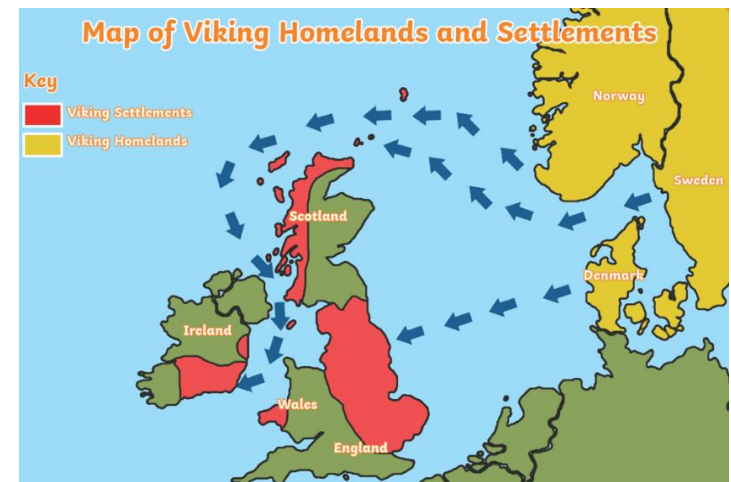 Map of Viking Homelands and Settlements
Key
Viking Settlements
Viking Homelands
Norway
Sweden
Scotland
Denmark
Ireland
Wales
England